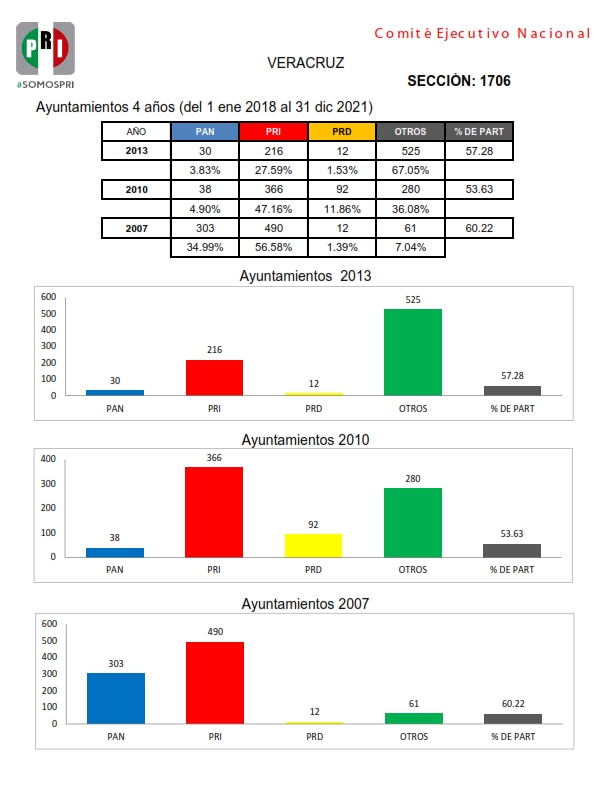 Comité Ejecutivo Nacional
PRI
#SOMOSPRI
VERACRUZ
SECCIÓN: 1706
Ayuntamientos 4 años (del 1 ene 2018 al 31 dic 2021)
AÑO PAN PRI PRD OTROS % DE PART
2013 30 216 12 525 57.28
3.83% 27.59% 1.53% 67.05%
2010 38 366 92 280 53.63
4.90% 47.16% 11.86% 36.08%
2007 303 490 12 61 60.22
34.99% 56.58% 1.39% 7.04%
Ayuntamientos 2013
600
500
400
300
200
100
0
30 216 12 525 57.28
PAN PRI PRD OTROS % DE PART
Ayuntamientos 2010
400
300
200
100
0
38 366 92 280 53.63
PAN PRI PRD OTROS % DE PART
Ayuntamientos 2007
600
500
400
300
200
100
0
303 490 12 61 60.22
PAN PRI PRD OTROS % DE PART